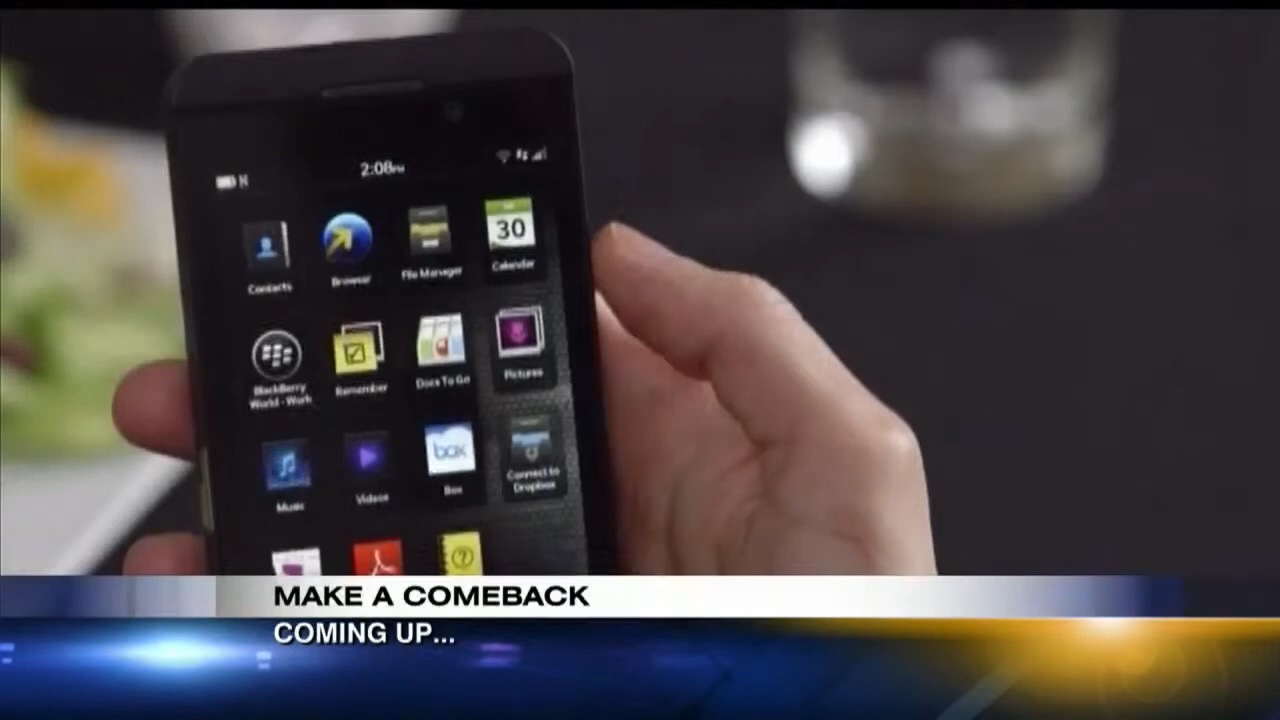 2:08PM
30
Contacts
Browser
File Manager
Calendar
BlackBerry
World - Work
Remember
Docs To Go
Pictures
box
Music
Videos
Box
Connect to
Dropbox
?
MAKE A COMEBACK
COMING UP...